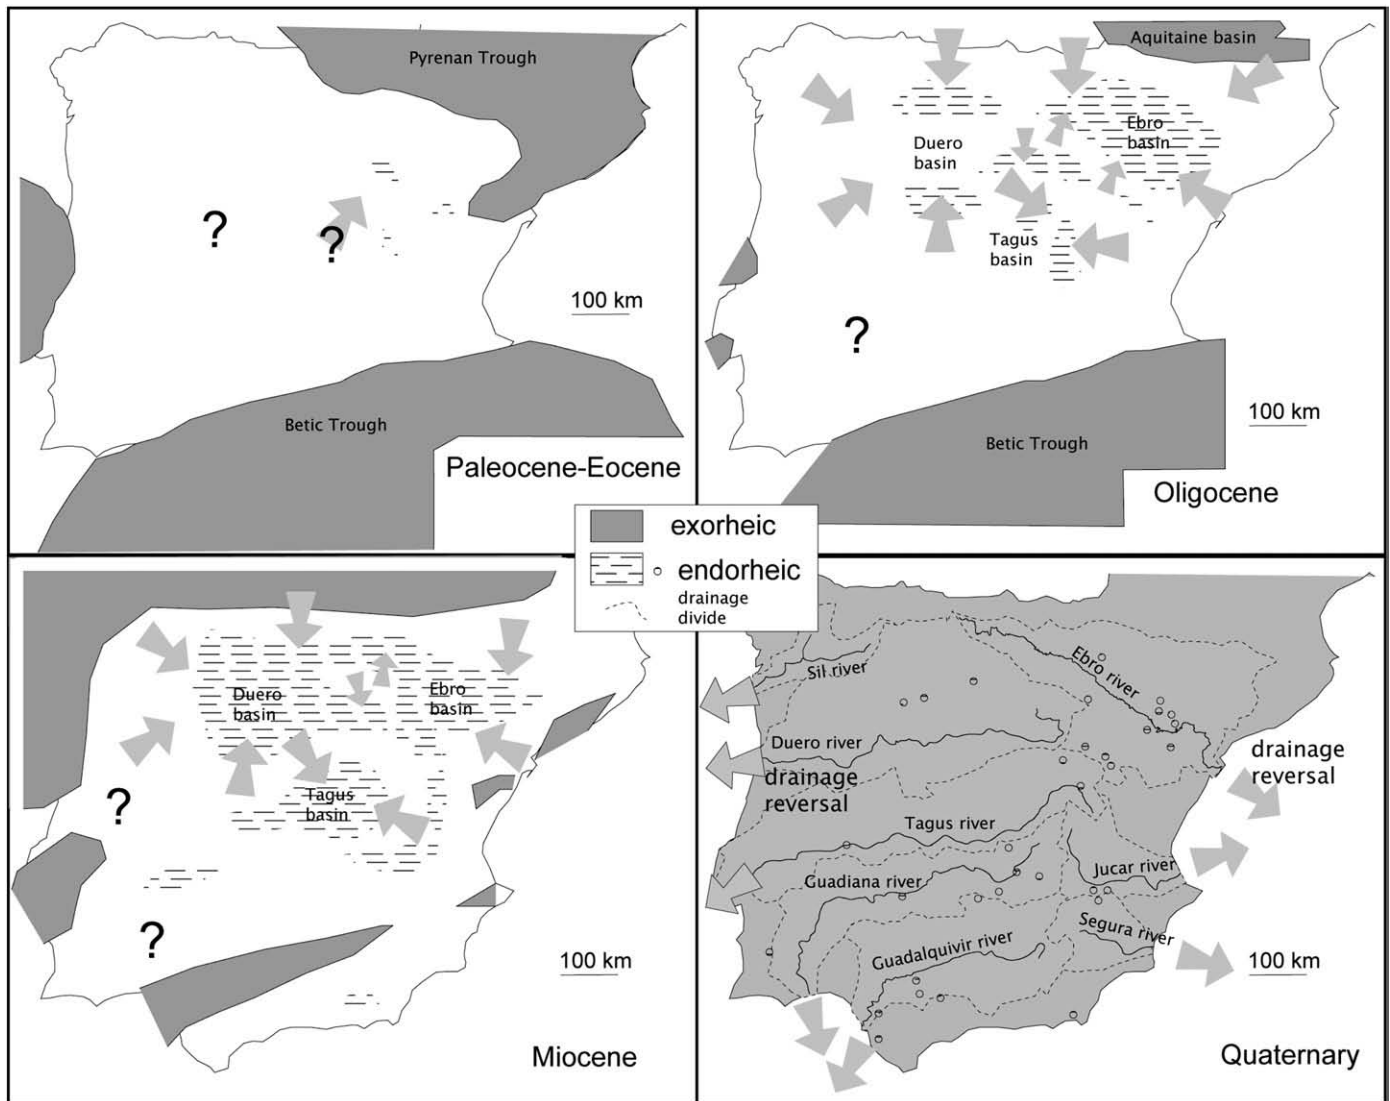 Pyrenan Trough
?
?
100 km
Betic Trough
Paleocene-Eocene
Aquitaine basin
Ebro
basin
Duero
basin
Tagus
basin
?
100 km
Betic Trough
Oligocene
exorheic
endorheic
drainage
divide
Duero
basin
Ebro
basin
Tagus
basin
?
?
100 km
Miocene
Sil river
Ebro river
Duero river
drainage
reversal
drainage
reversal
Tagus river
Guadiana river
Jucar river
Segura river
Guadalquivir river
100 km
Quaternary